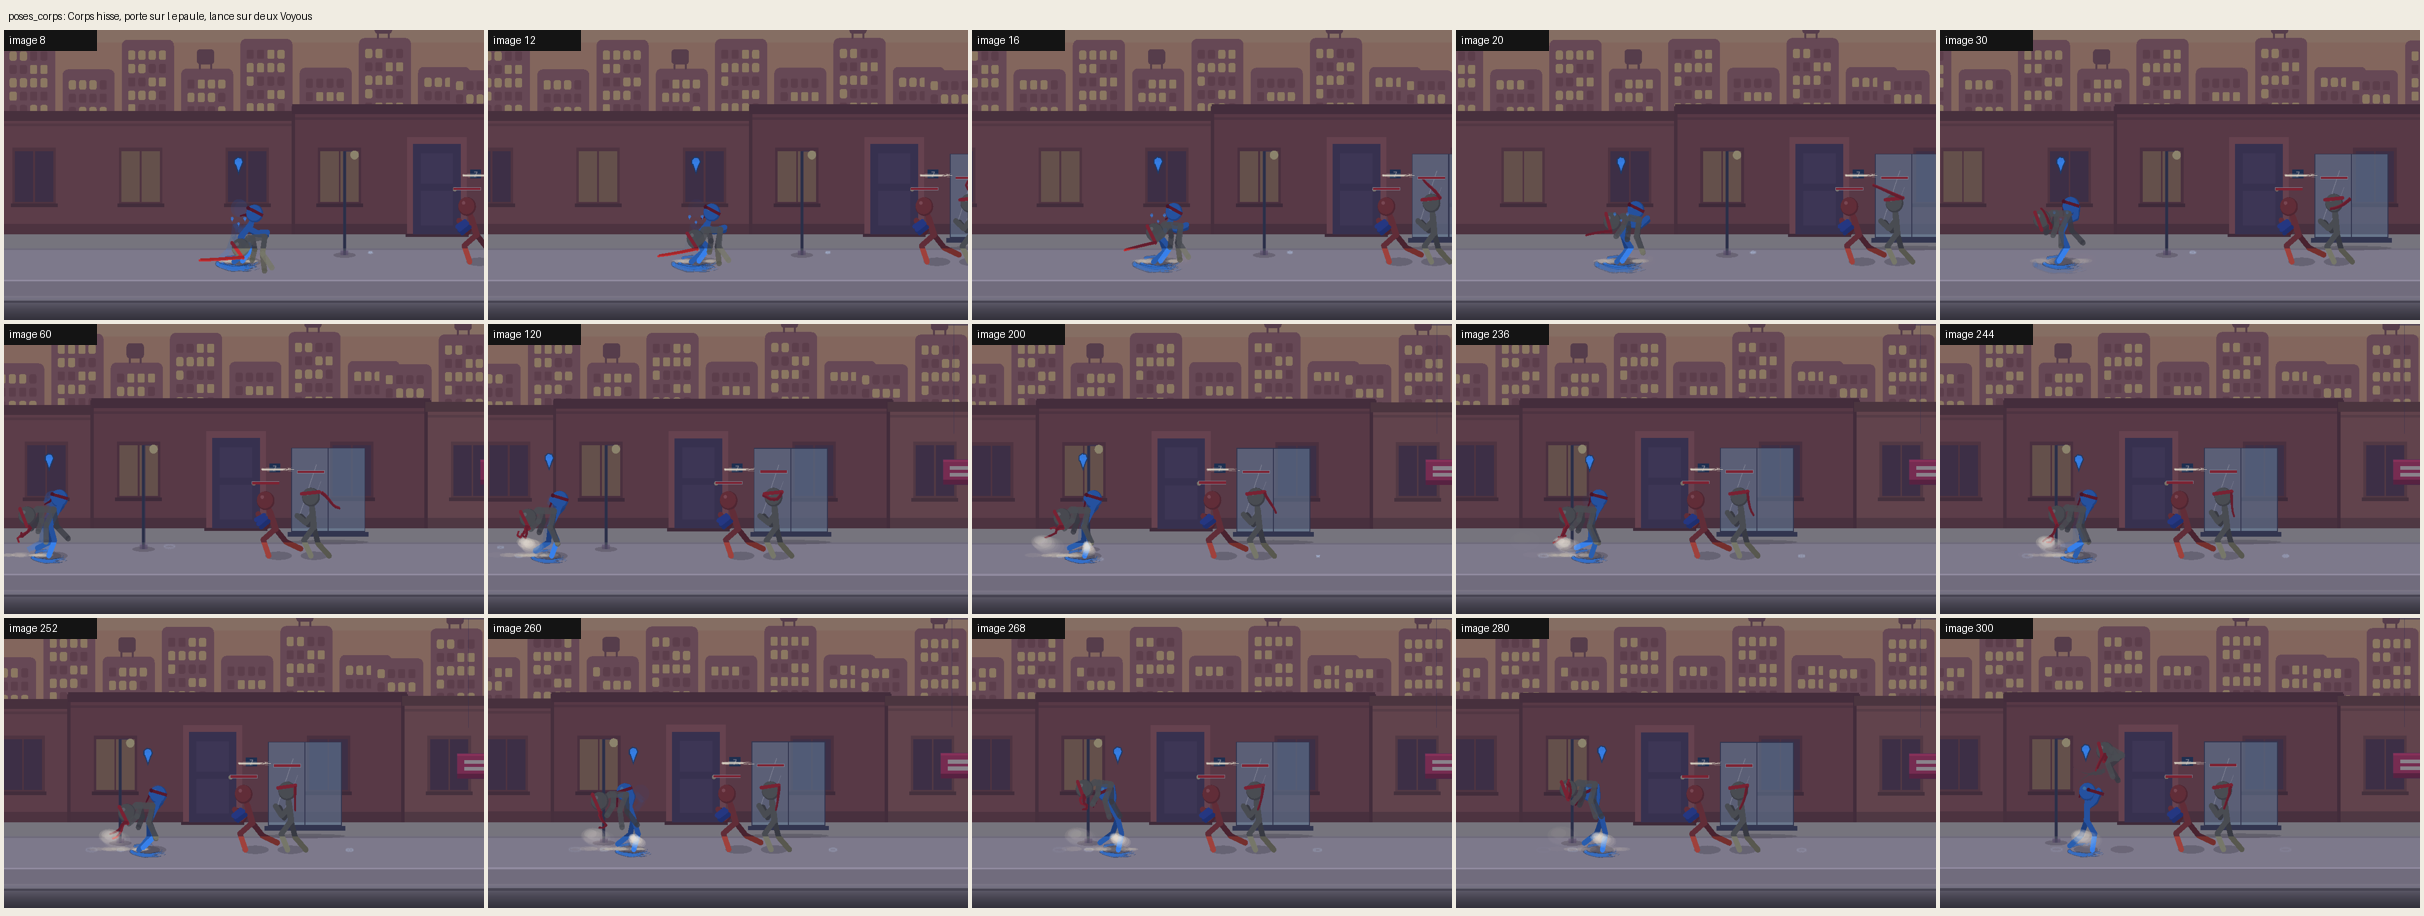 poses_corps: Corps hisse, porte sur l epaule, lance sur deux Voyous
image 8
image 12
image 16
image 20
image 30
image 60
image 120
image 200
image 236
image 244
image 252
image 260
image 268
image 280
image 300